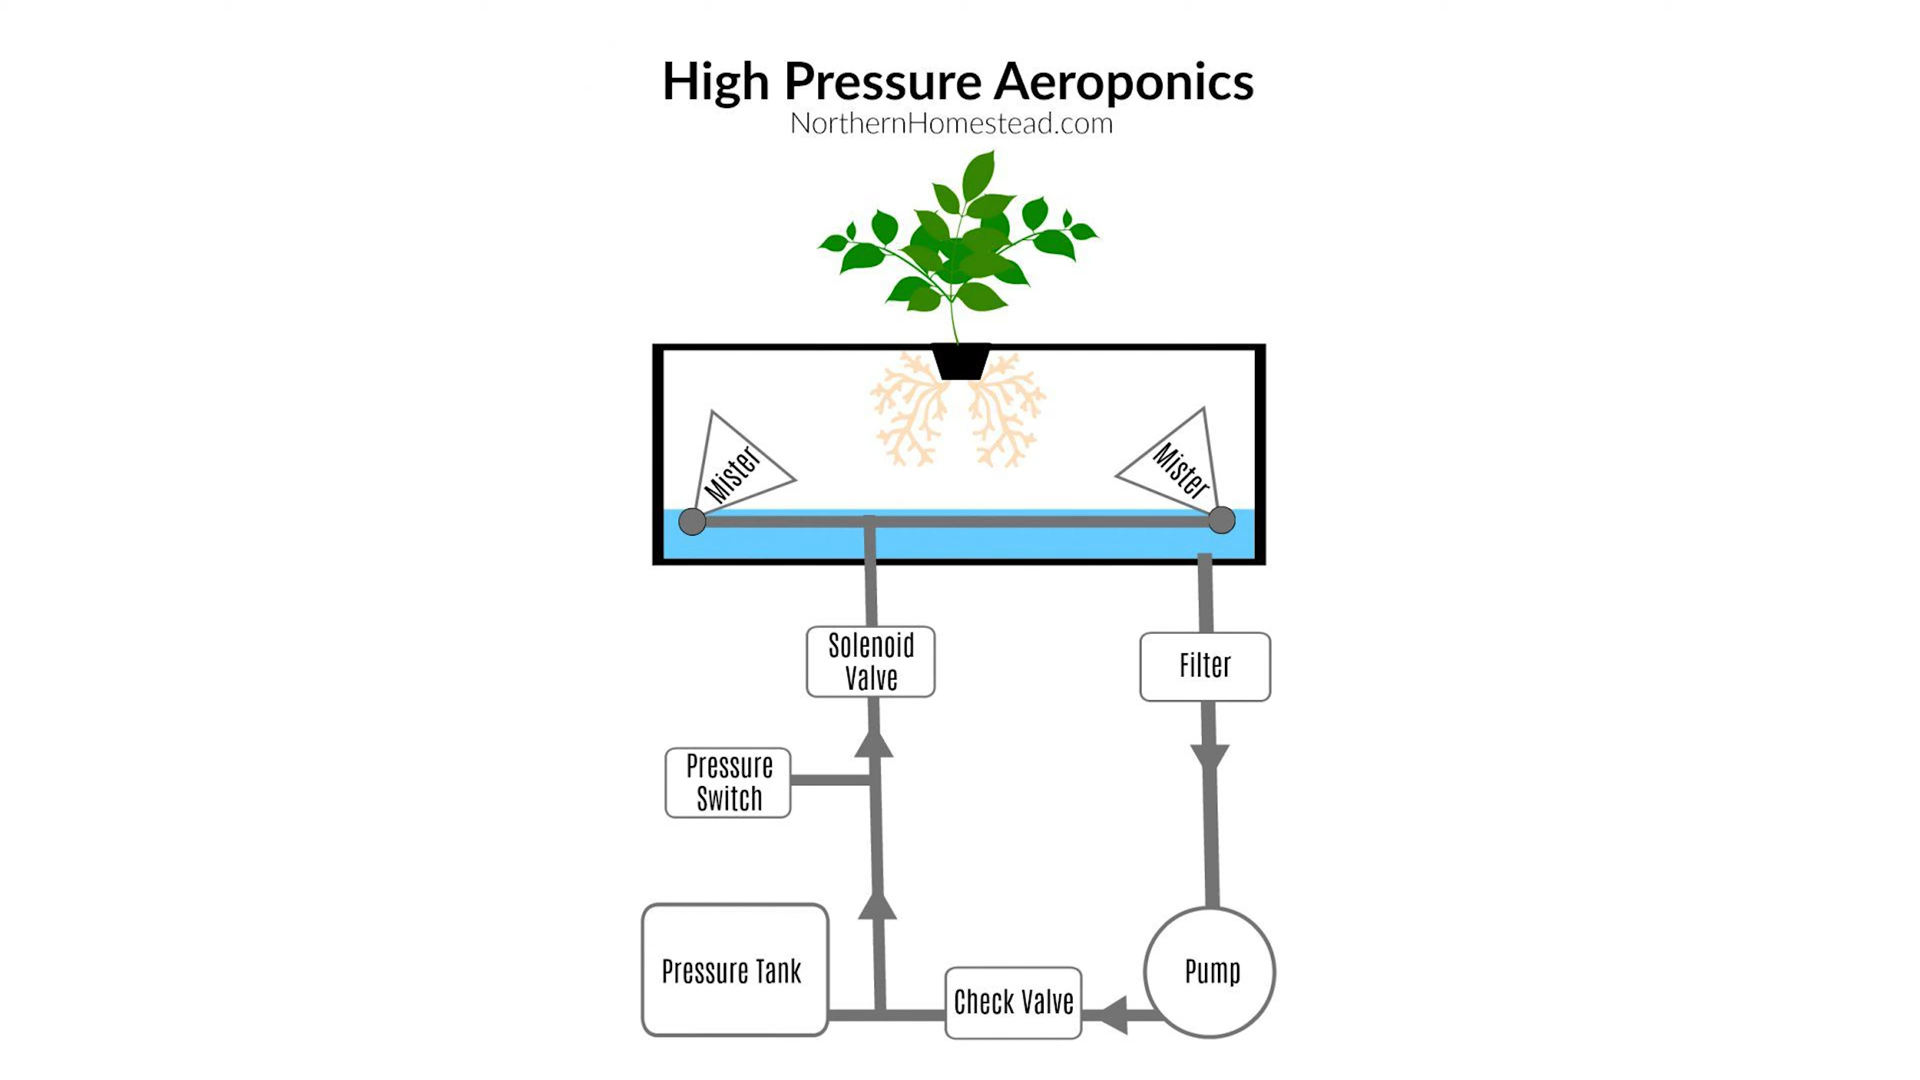 High Pressure Aeroponics
NorthernHomestead.com
Mister
Mister
Solenoid
Valve
Filter
Pressure
Switch
Pressure Tank
Check Valve
Pump